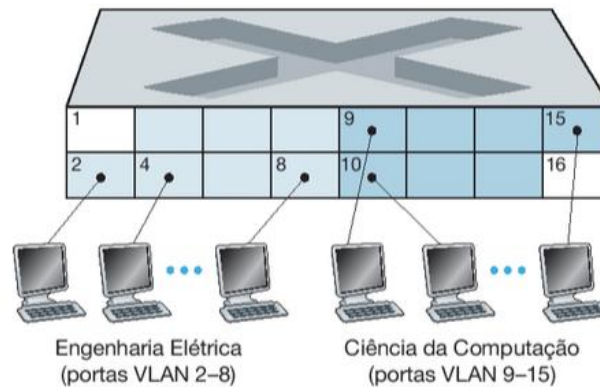 1
9
15
2
4
8
10
16
Engenharia Elétrica
(portas VLAN 2–8)
Ciência da Computação
(portas VLAN 9–15)